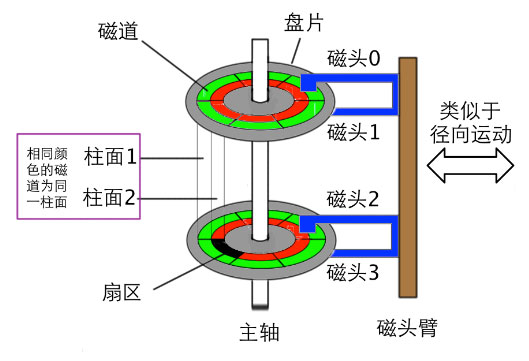 盘片
磁道
磁头0
类似于
径向运动
磁头1
相同颜
色的磁
道为同
一柱面
柱面1
柱面2
磁头2
磁头3
扇区
主轴
磁头臂